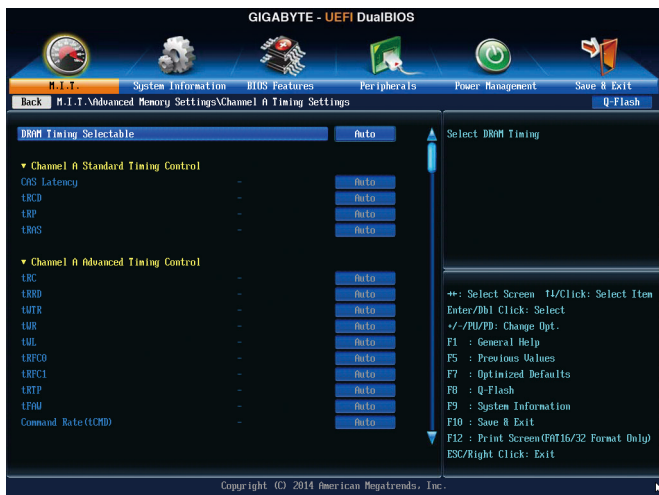 GIGABYTE - UEFI DualBIOS
M.I.T. System Information BIOS Features Peripherals Power Management Save & Exit
Back M.I.T.\Advanced Memory Settings\Channel A Timing Settings Q-Flash
DRAM Timing Selectable Auto
Select DRAM Timing
▼ Channel A Standard Timing Control
CAS Latency - Auto
tRCD - Auto
tRP - Auto
tRAS - Auto
▼ Channel A Advanced Timing Control
tRC - Auto
tRRD - Auto
tWTR - Auto
tWR - Auto
tWL - Auto
tRFC0 - Auto
tRFC1 - Auto
tRTP - Auto
tFAW - Auto
Command Rate(tCMD) - Auto
→←: Select Screen ↑↓/Click: Select Item
Enter/Dbl Click: Select
+/-/PU/PD: Change Opt.
F1 : General Help
F5 : Previous Values
F7 : Optimized Defaults
F8 : Q-Flash
F9 : System Information
F10 : Save & Exit
F12 : Print Screen(FAT16/32 Format Only)
ESC/Right Click: Exit
Copyright (C) 2014 American Megatrends, Inc.